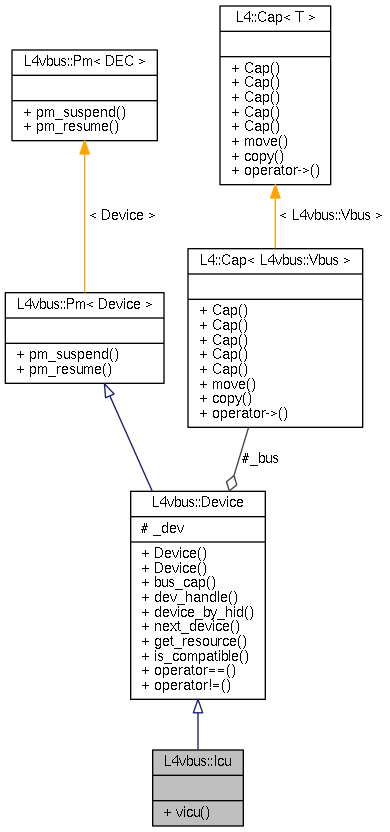 L4::Cap< T >
+ Cap()
+ Cap()
+ Cap()
+ Cap()
+ Cap()
+ move()
+ copy()
+ operator->()
L4vbus::Pm< DEC >
+ pm_suspend()
+ pm_resume()
< Device >
< L4vbus::Vbus >
L4::Cap< L4vbus::Vbus >
+ Cap()
+ Cap()
+ Cap()
+ Cap()
+ Cap()
+ move()
+ copy()
+ operator->()
L4vbus::Pm< Device >
+ pm_suspend()
+ pm_resume()
#_bus
L4vbus::Device
# _dev
+ Device()
+ Device()
+ bus_cap()
+ dev_handle()
+ device_by_hid()
+ next_device()
+ get_resource()
+ is_compatible()
+ operator==()
+ operator!=()
L4vbus::Icu
+ vicu()